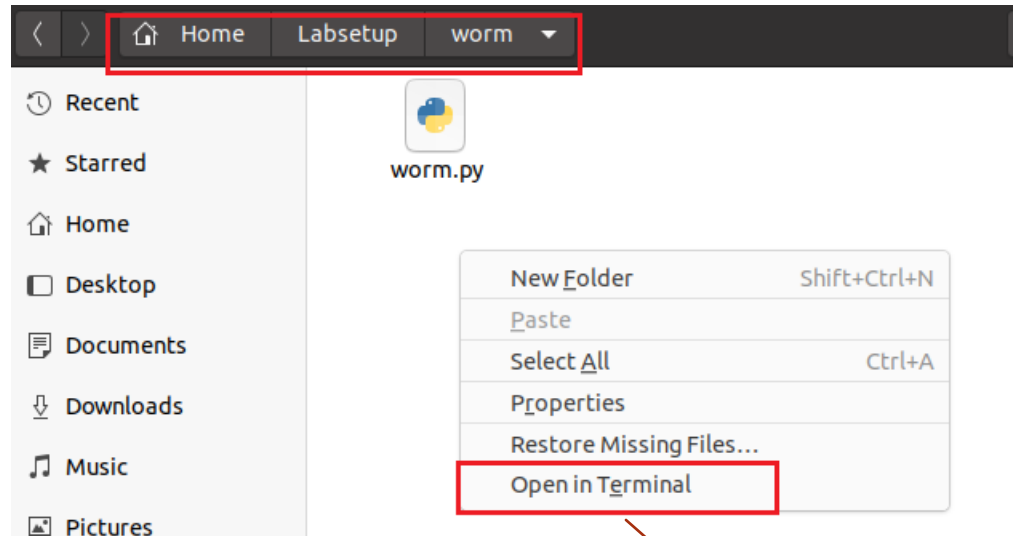 Home Labsetup worm
Recent
Starred
Home
Desktop
Documents
Downloads
Music
Pictures
worm.py
New Folder Shift+Ctrl+N
Paste
Select All Ctrl+A
Properties
Restore Missing Files…
Open in Terminal